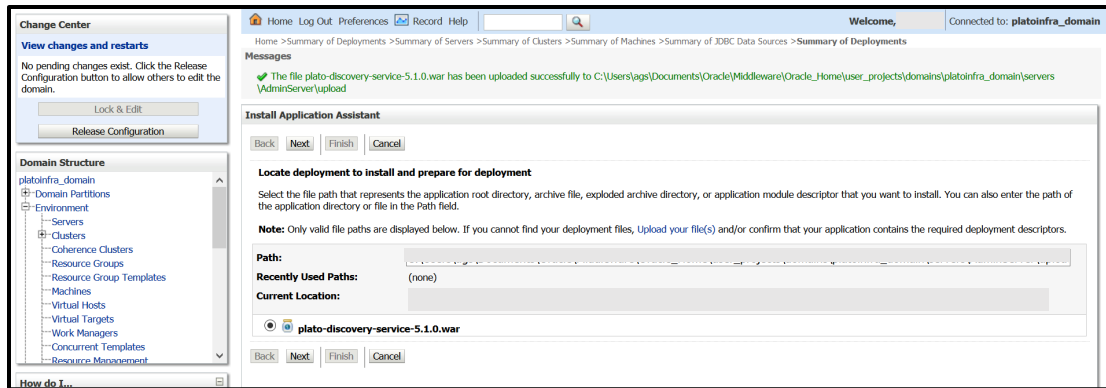 Change Center
View changes and restarts
No pending changes exist. Click the Release
Configuration button to allow others to edit the
domain.
Lock & Edit
Release Configuration
Domain Structure
platoinfra_domain
Domain Partitions
Environment
Servers
Clusters
Coherence Clusters
Resource Groups
Resource Group Templates
Machines
Virtual Hosts
Virtual Targets
Work Managers
Concurrent Templates
Resource Management
How do I...
Home Log Out Preferences Record Help
Welcome,
Connected to: platoinfra_domain
Home >Summary of Deployments >Summary of Servers >Summary of Clusters >Summary of Machines >Summary of JDBC Data Sources >Summary of Deployments
Messages
The file plato-discovery-service-5.1.0.war has been uploaded successfully to C:\Users\ags\Documents\Oracle\Middleware\Oracle_Home\user_projects\domains\platoinfra_domain\servers
\AdminServer\upload
Install Application Assistant
Back Next Finish Cancel
Locate deployment to install and prepare for deployment
Select the file path that represents the application root directory, archive file, exploded archive directory, or application module descriptor that you want to install. You can also enter the path of
the application directory or file in the Path field.
Note: Only valid file paths are displayed below. If you cannot find your deployment files, Upload your file(s) and/or confirm that your application contains the required deployment descriptors.
Path:
Recently Used Paths: (none)
Current Location:
plato-discovery-service-5.1.0.war
Back Next Finish Cancel